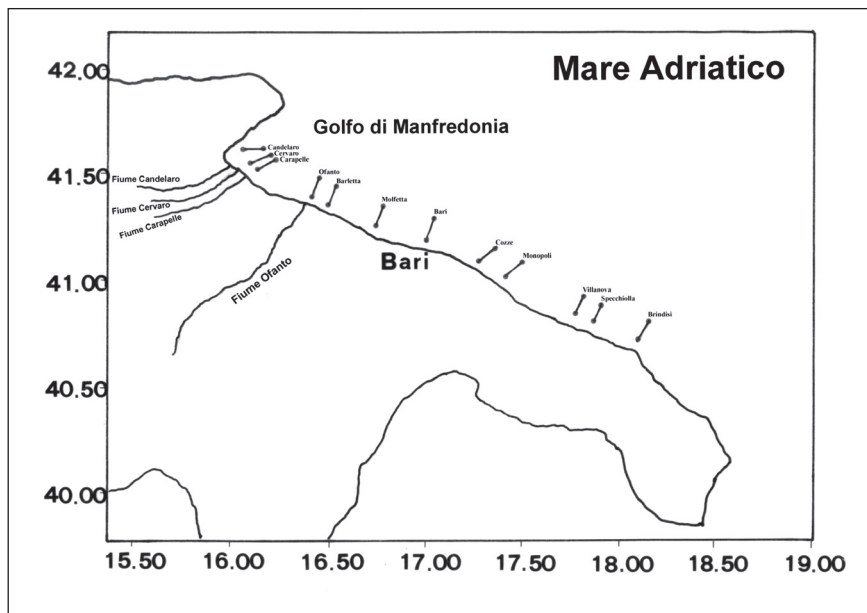 Mare Adriatico
42.00
41.50
41.00
40.50
40.00
Golfo di Manfredonia
Candelaro
Cervaro
Carapelle
Fiume Candelaro
Fiume Cervaro
Fiume Carapelle
Fiume Ofanto
Ofanto
Barletta
Molfetta
Bari
Bari
Cozze
Monopoli
Villanova
Specchiolla
Brindisi
15.50 16.00 16.50 17.00 17.50 18.00 18.50 19.00